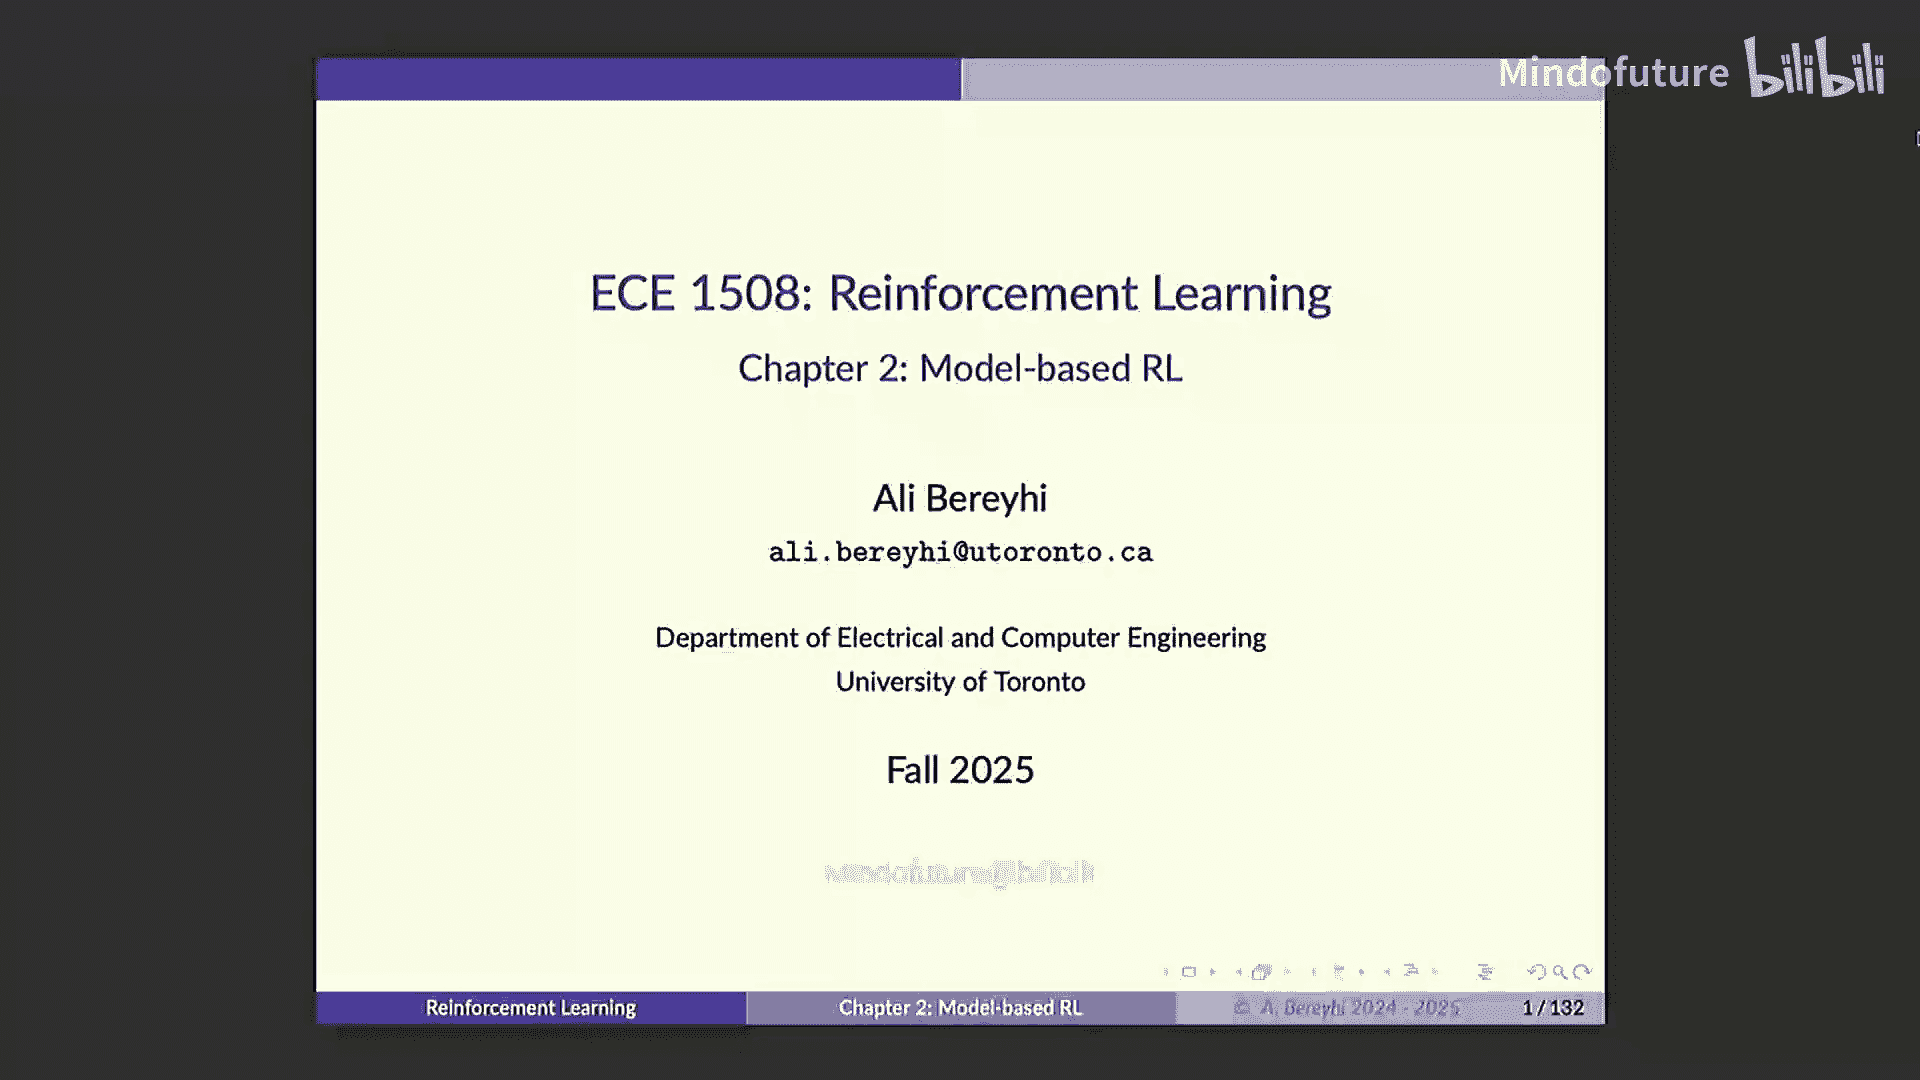 Mindofuture bilibili
ECE 1508: Reinforcement Learning
Chapter 2: Model-based RL
Ali Bereyhi
ali.bereyhi@utoronto.ca
Department of Electrical and Computer Engineering
University of Toronto
Fall 2025
Reinforcement Learning
Chapter 2: Model-based RL
© A. Bereyhi 2024 - 2025
1 / 132